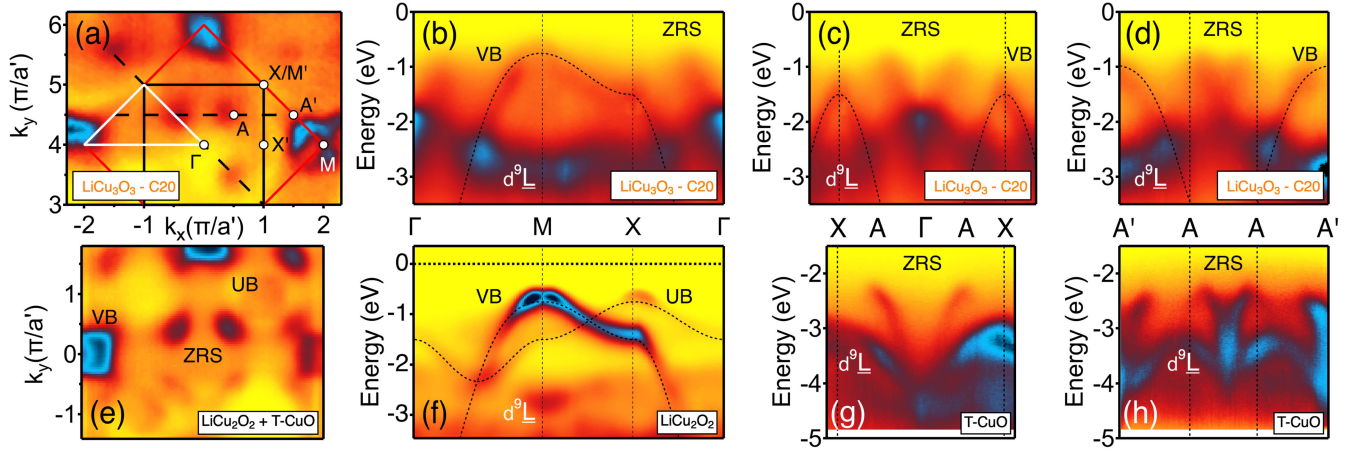 (a)
6
5
4
3
k_y(π/a')
-2
-1
k_x(π/a')
1
2
X/M'
A'
A
Γ
X'
M
LiCu₃O₃ - C20
(b)
0
-1
-2
-3
Energy (eV)
VB
ZRS
d⁹L
LiCu₃O₃ - C20
Γ
M
X
Γ
(c)
0
-1
-2
-3
Energy (eV)
ZRS
VB
d⁹L
LiCu₃O₃ - C20
X
A
Γ
A
X
(d)
0
-1
-2
-3
Energy (eV)
ZRS
VB
d⁹L
LiCu₃O₃ - C20
A'
A
A
A'
(e)
1
0
-1
k_y(π/a')
VB
UB
ZRS
LiCu₂O₂ + T-CuO
(f)
0
-1
-2
-3
Energy (eV)
VB
UB
d⁹L
LiCu₂O₂
(g)
-2
-3
-4
-5
Energy (eV)
ZRS
d⁹L
T-CuO
(h)
-2
-3
-4
-5
Energy (eV)
ZRS
d⁹L
T-CuO